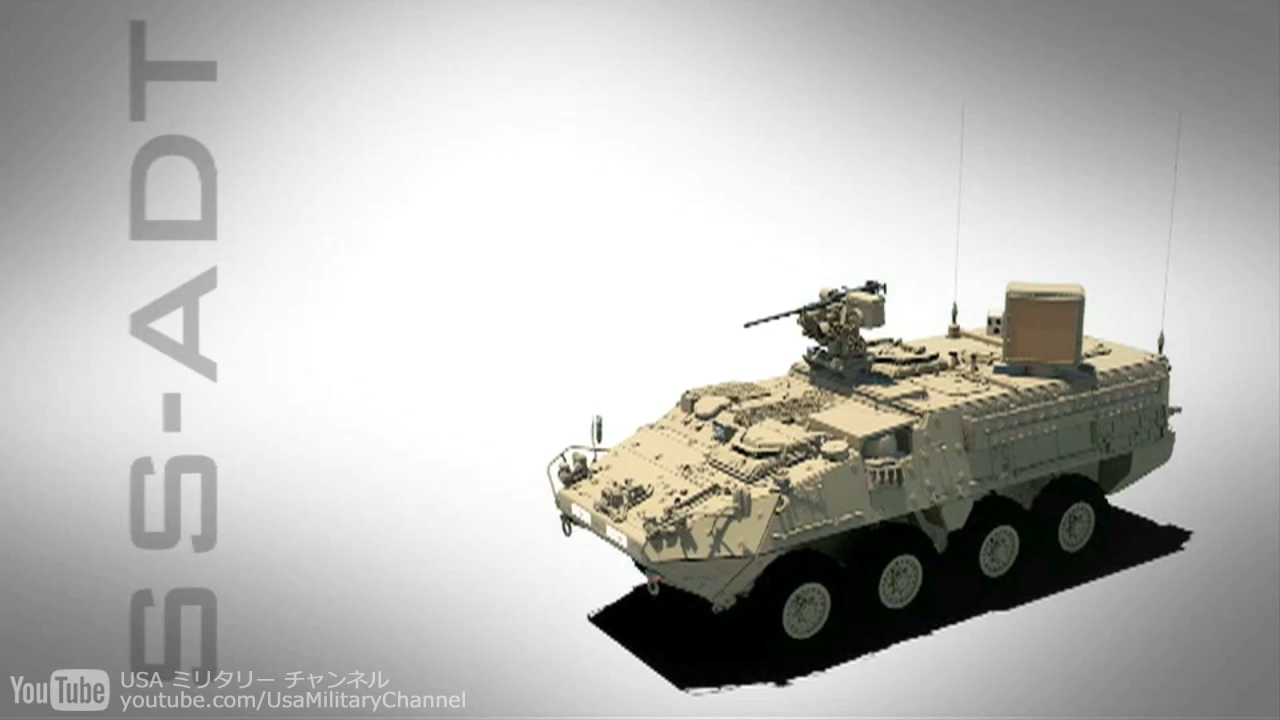 SS-ADT
YouTube
USA ミリタリー チャンネル
youtube.com/UsaMilitaryChannel